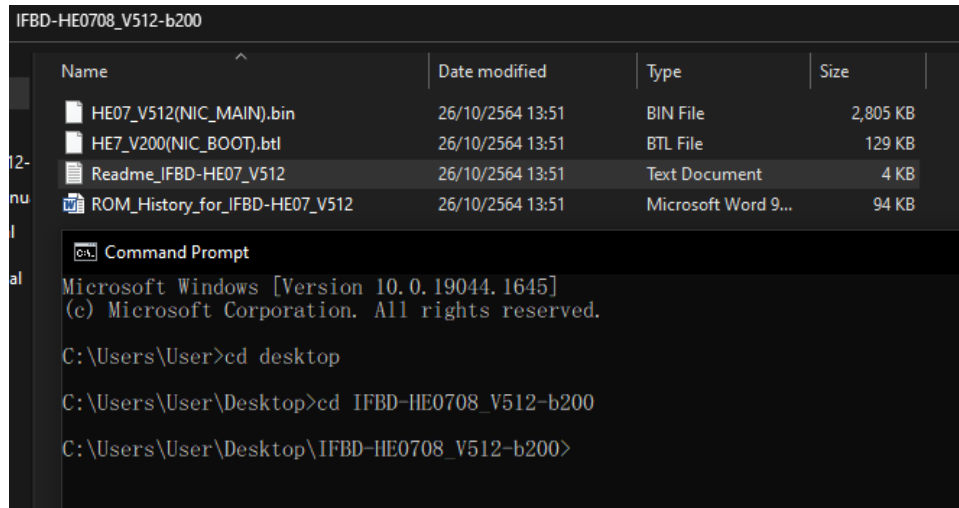 IFBD-HE0708_V512-b200
Name Date modified Type Size
HE07_V512(NIC_MAIN).bin 26/10/2564 13:51 BIN File 2,805 KB
HE7_V200(NIC_BOOT).btl 26/10/2564 13:51 BTL File 129 KB
12-
Readme_IFBD-HE07_V512 26/10/2564 13:51 Text Document 4 KB
nu
ROM_History_for_IFBD-HE07_V512 26/10/2564 13:51 Microsoft Word 9... 94 KB
l
al
Command Prompt
Microsoft Windows [Version 10.0.19044.1645]
(c) Microsoft Corporation. All rights reserved.
C:\Users\User>cd desktop
C:\Users\User\Desktop>cd IFBD-HE0708_V512-b200
C:\Users\User\Desktop\IFBD-HE0708_V512-b200>